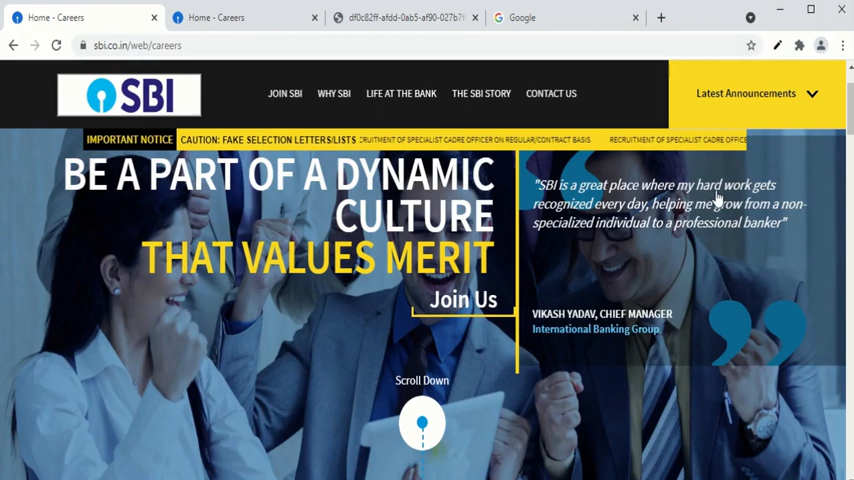 Home - Careers
Home - Careers
df0c82ff-afdd-0ab5-af90-027b7f
Google
sbi.co.in/web/careers
SBI
JOIN SBI
WHY SBI
LIFE AT THE BANK
THE SBI STORY
CONTACT US
Latest Announcements
IMPORTANT NOTICE
CAUTION: FAKE SELECTION LETTERS/LISTS
CRUITMENT OF SPECIALIST CADRE OFFICER ON REGULAR/CONTRACT BASIS
RECRUITMENT OF SPECIALIST CADRE OFFICE
BE A PART OF A DYNAMIC
CULTURE
THAT VALUES MERIT
Join Us
Scroll Down
"SBI is a great place where my hard work gets
recognized every day, helping me grow from a non-
specialized individual to a professional banker"
VIKASH YADAV, CHIEF MANAGER
International Banking Group